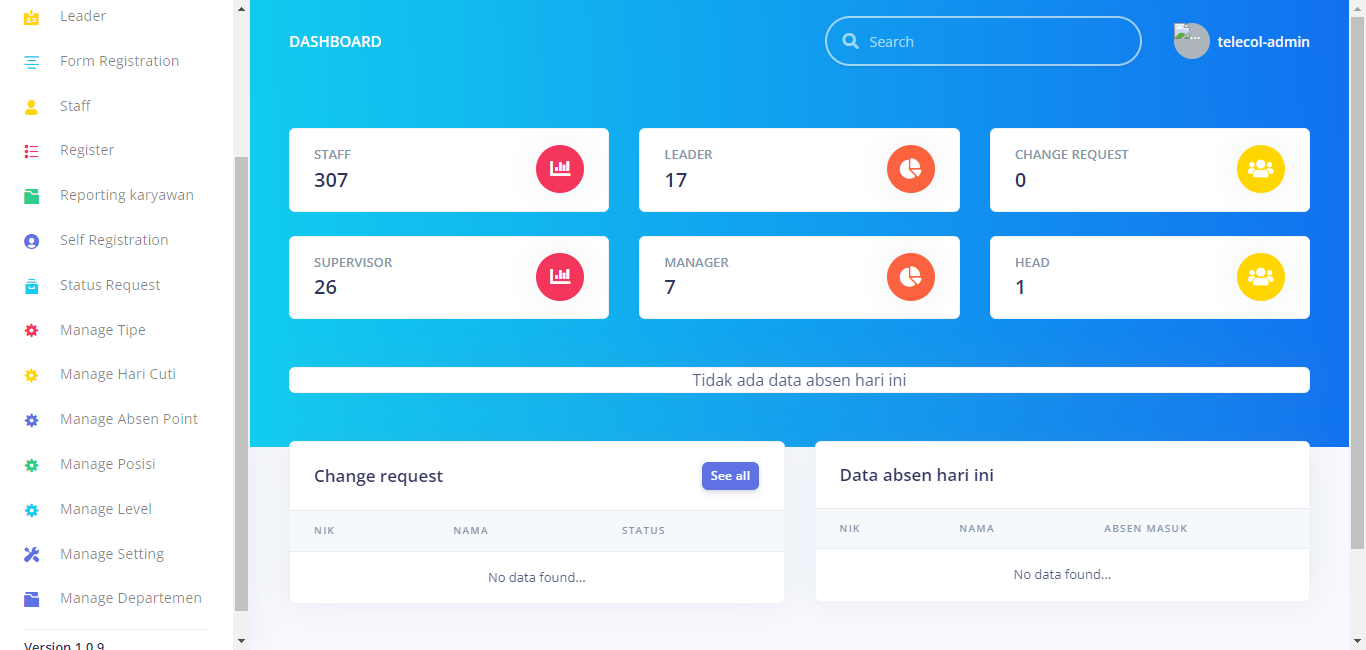 Leader
Form Registration
Staff
Register
Reporting karyawan
Self Registration
Status Request
Manage Tipe
Manage Hari Cuti
Manage Absen Point
Manage Posisi
Manage Level
Manage Setting
Manage Departemen
Version 1.0.9
DASHBOARD
Search
...
telecol-admin
STAFF
307
LEADER
17
CHANGE REQUEST
0
SUPERVISOR
26
MANAGER
7
HEAD
1
Tidak ada data absen hari ini
Change request
See all
NIK NAMA STATUS
No data found...
Data absen hari ini
NIK NAMA ABSEN MASUK
No data found...